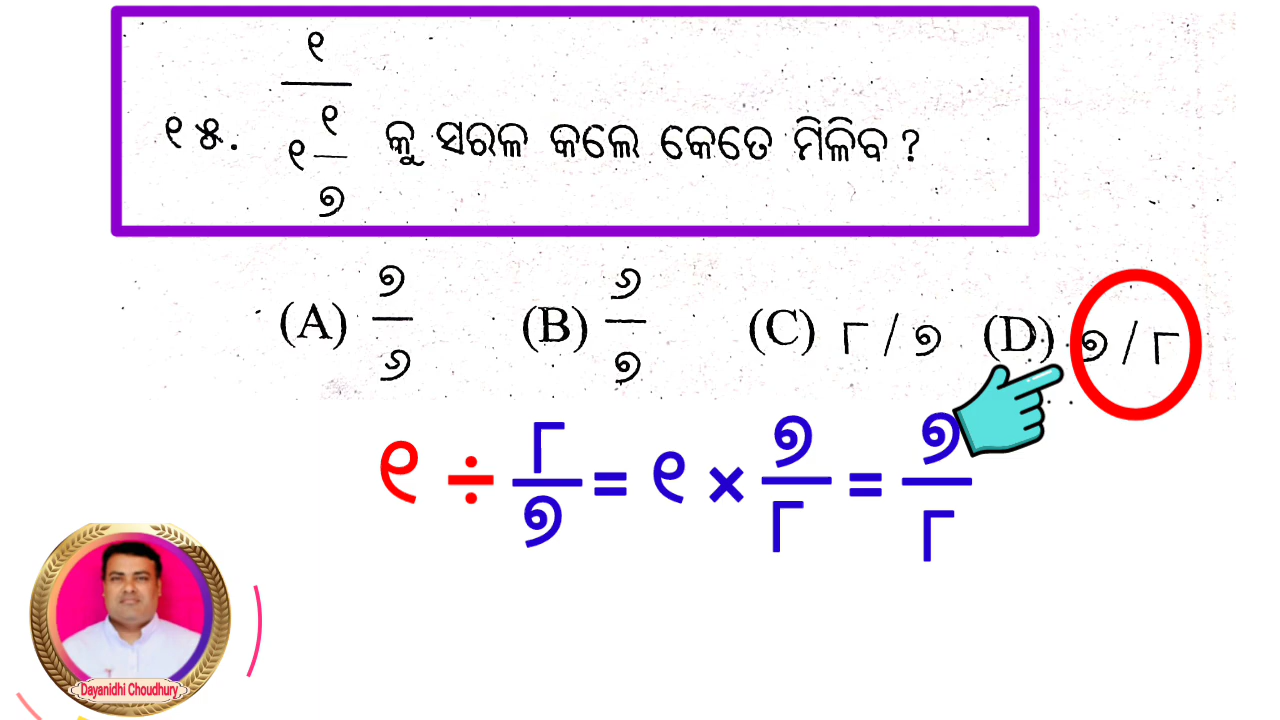 ୧
୧୫. ୧ ୧/୭ କୁ ସରଳ କଲେ କେତେ ମିଳିବ ?
(A) ୭/୬ (B) ୬/୭ (C) ୮ / ୭ (D) ୭ / ୮
୧ ÷ ୮/୭ = ୧ × ୭/୮ = ୭/୮
Dayanidhi Choudhury